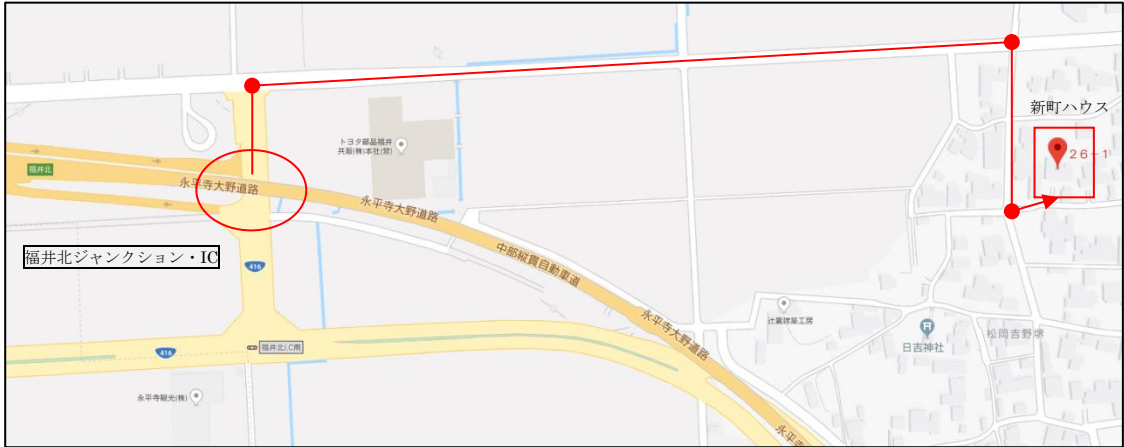 新町ハウス
26-1
トヨタ部品福井
共販(株)本社(営)
福井北
永平寺大野道路
永平寺大野道路
福井北ジャンクション・IC
416
中部縦貫自動車道
辻薫建築工房
永平寺大野道路
日吉神社
松岡吉野堺
416
福井北I.C南
永平寺観光(株)
永平寺